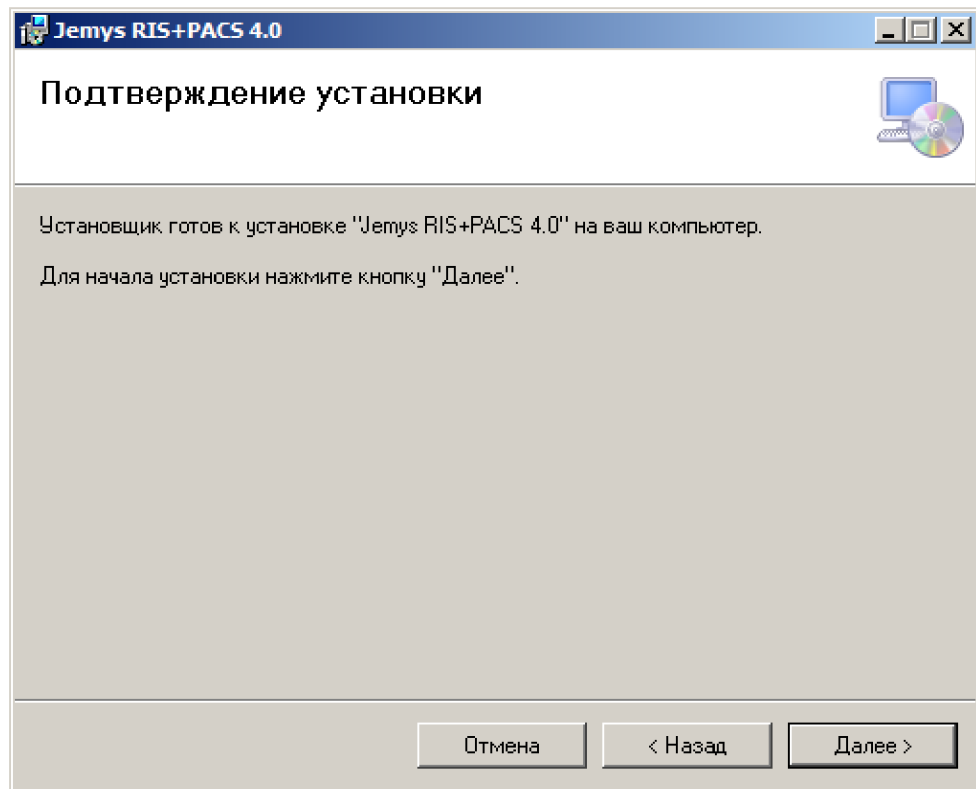 Jemys RIS+PACS 4.0
Подтверждение установки
Установщик готов к установке "Jemys RIS+PACS 4.0" на ваш компьютер.
Для начала установки нажмите кнопку "Далее".
Отмена
< Назад
Далее >